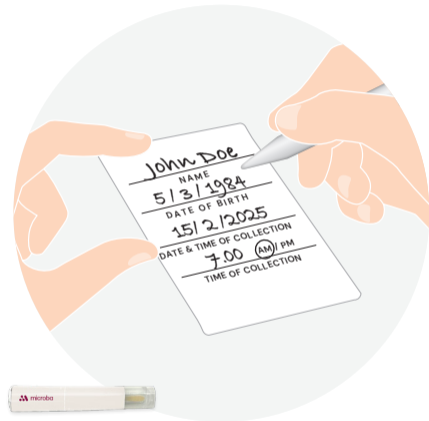 John Doe
NAME
5/3/1984
DATE OF BIRTH
15/2/2025
DATE & TIME OF COLLECTION
7.00 AM/PM
TIME OF COLLECTION
microba